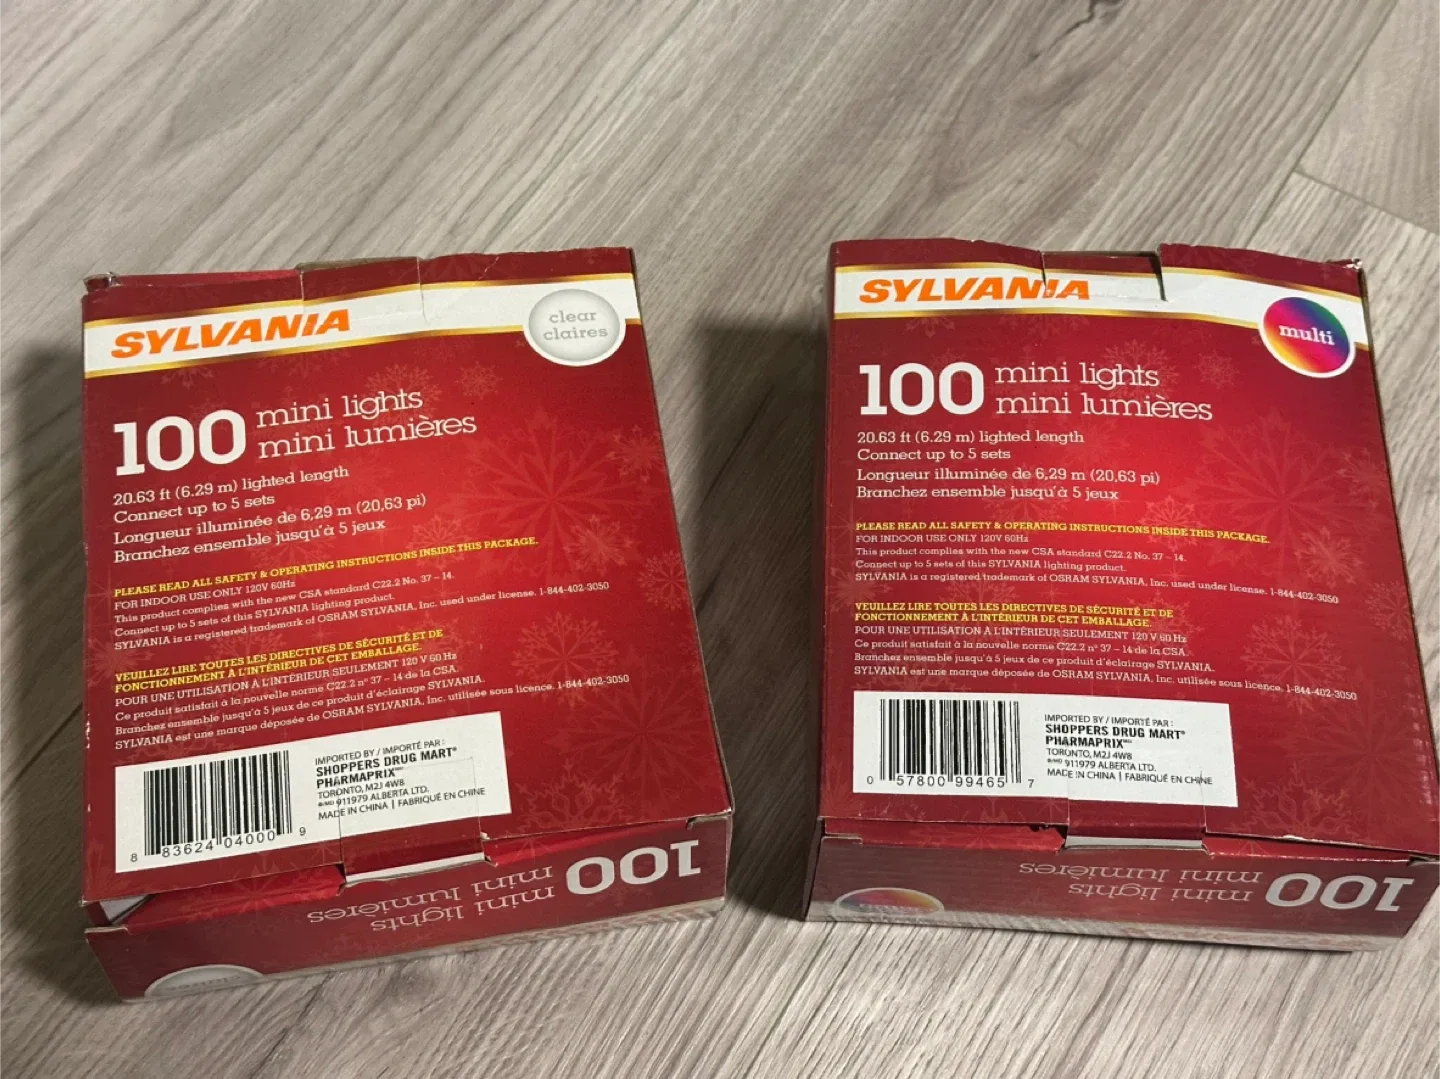 SYLVANIA
clear
claires
100 mini lights
mini lumières
20.63 ft (6.29 m) lighted length
Connect up to 5 sets
Longueur illuminée de 6,29 m (20,63 pi)
Branchez ensemble jusqu'à 5 jeux
PLEASE READ ALL SAFETY & OPERATING INSTRUCTIONS INSIDE THIS PACKAGE.
FOR INDOOR USE ONLY 120V 60Hz
This product complies with the new CSA standard C22.2 No. 37 – 14.
Connect up to 5 sets of this SYLVANIA lighting product.
SYLVANIA is a registered trademark of OSRAM SYLVANIA, Inc. used under license. 1-844-402-3050
VEUILLEZ LIRE TOUTES LES DIRECTIVES DE SÉCURITÉ ET DE
FONCTIONNEMENT À L'INTÉRIEUR DE CET EMBALLAGE.
POUR UNE UTILISATION À L'INTÉRIEUR SEULEMENT 120 V 60 Hz
Ce produit satisfait à la nouvelle norme C22.2 n° 37 – 14 de la CSA.
Branchez ensemble jusqu'à 5 jeux de ce produit d'éclairage SYLVANIA.
SYLVANIA est une marque déposée de OSRAM SYLVANIA, Inc. utilisée sous licence. 1-844-402-3050
8 83624 04000 9
IMPORTED BY / IMPORTÉ PAR :
SHOPPERS DRUG MART®
PHARMAPRIX
TORONTO, M2J 4W8
®/MD 911979 ALBERTA LTD.
MADE IN CHINA | FABRIQUÉ EN CHINE
100 mini lights
mini lumières
SYLVANIA
multi
100 mini lights
mini lumières
20.63 ft (6.29 m) lighted length
Connect up to 5 sets
Longueur illuminée de 6,29 m (20,63 pi)
Branchez ensemble jusqu'à 5 jeux
PLEASE READ ALL SAFETY & OPERATING INSTRUCTIONS INSIDE THIS PACKAGE.
FOR INDOOR USE ONLY 120V 60Hz
This product complies with the new CSA standard C22.2 No. 37 – 14.
Connect up to 5 sets of this SYLVANIA lighting product.
SYLVANIA is a registered trademark of OSRAM SYLVANIA, Inc. used under license. 1-844-402-3050
VEUILLEZ LIRE TOUTES LES DIRECTIVES DE SÉCURITÉ ET DE
FONCTIONNEMENT À L'INTÉRIEUR DE CET EMBALLAGE.
POUR UNE UTILISATION À L'INTÉRIEUR SEULEMENT 120 V 60 Hz
Ce produit satisfait à la nouvelle norme C22.2 n° 37 – 14 de la CSA.
Branchez ensemble jusqu'à 5 jeux de ce produit d'éclairage SYLVANIA.
SYLVANIA est une marque déposée de OSRAM SYLVANIA, Inc. utilisée sous licence. 1-844-402-3050
0 57800 99465 7
IMPORTED BY / IMPORTÉ PAR :
SHOPPERS DRUG MART®
PHARMAPRIX
TORONTO, M2J 4W8
®/MD 911979 ALBERTA LTD.
MADE IN CHINA | FABRIQUÉ EN CHINE
100 mini lights
mini lumières